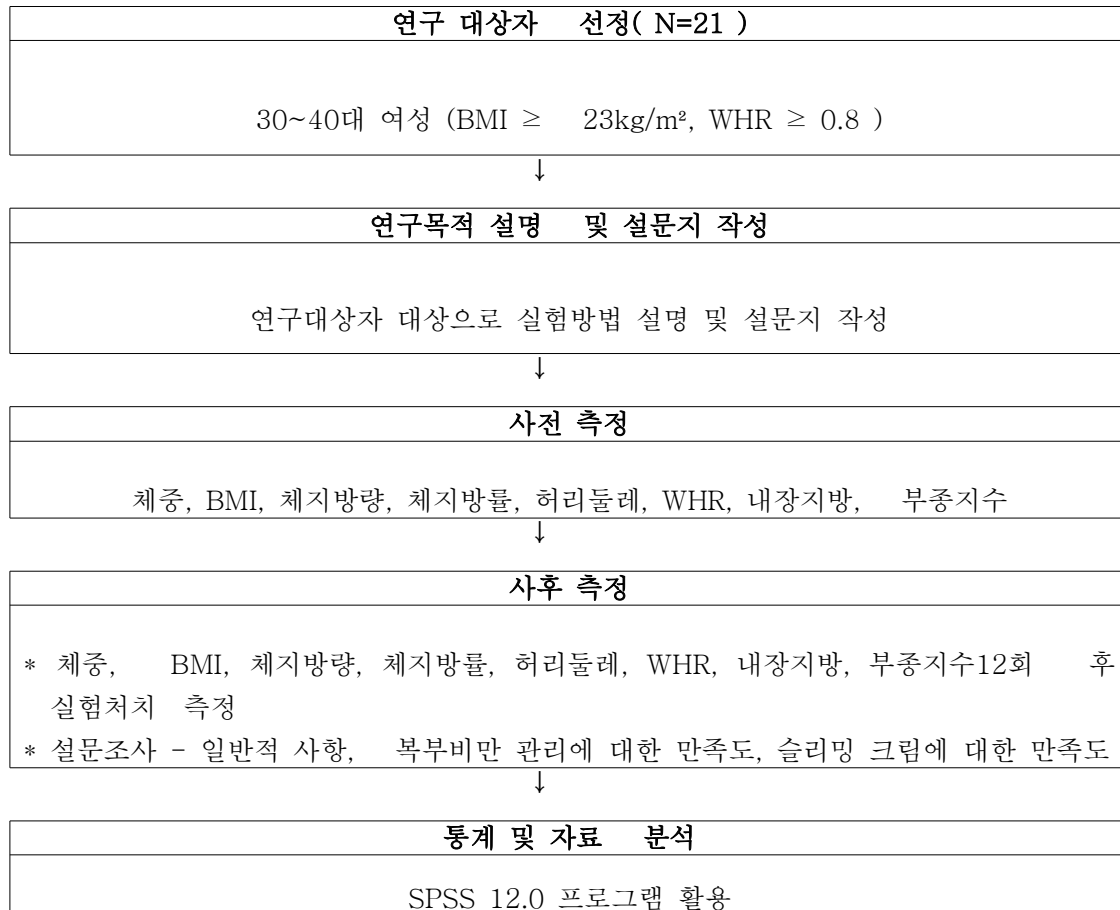 연구 대상자 선정( N=21 )
30~40대 여성 (BMI ≥ 23kg/m², WHR ≥ 0.8 )
↓
연구목적 설명 및 설문지 작성
연구대상자 대상으로 실험방법 설명 및 설문지 작성
↓
사전 측정
체중, BMI, 체지방량, 체지방률, 허리둘레, WHR, 내장지방, 부종지수
↓
사후 측정
* 체중, BMI, 체지방량, 체지방률, 허리둘레, WHR, 내장지방, 부종지수12회 후
실험처치 측정
* 설문조사 - 일반적 사항, 복부비만 관리에 대한 만족도, 슬리밍 크림에 대한 만족도
↓
통계 및 자료 분석
SPSS 12.0 프로그램 활용